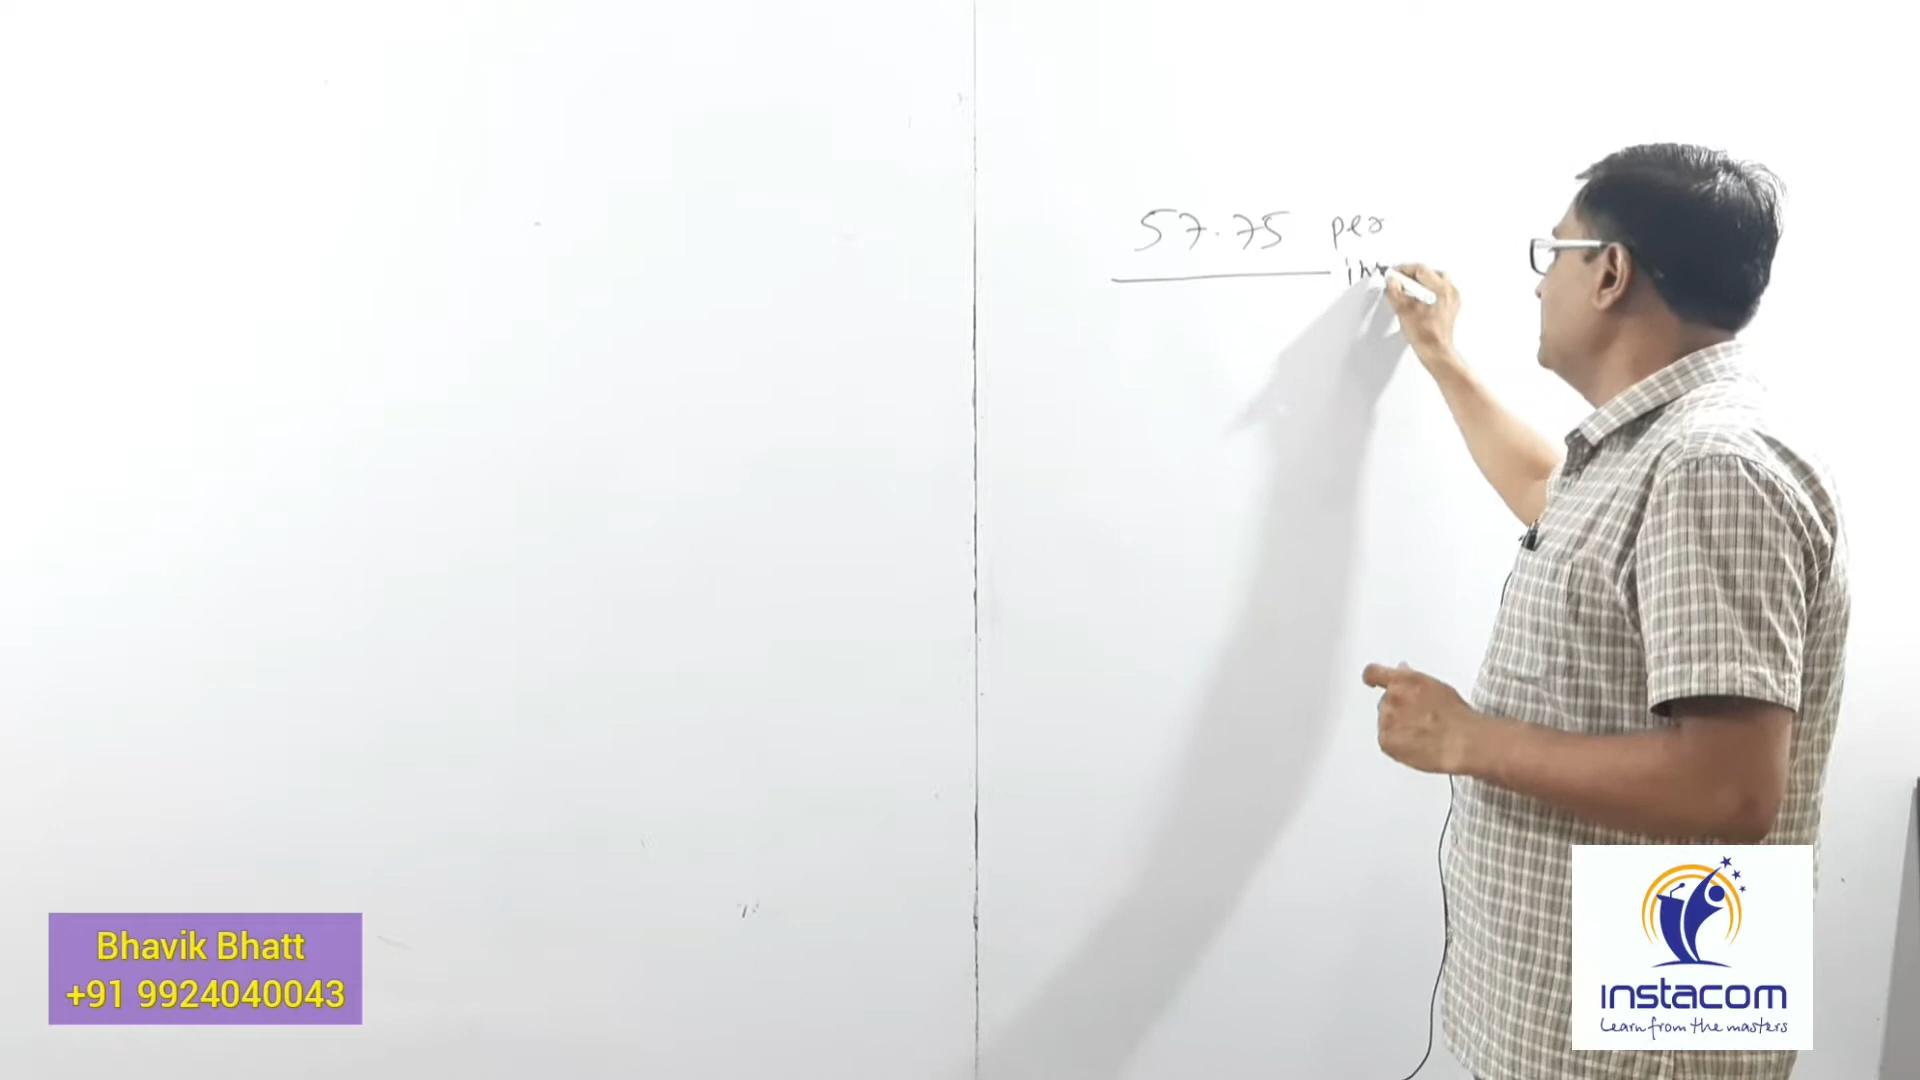 57.75 per
Bhavik Bhatt
+91 9924040043
instacom
Learn from the masters